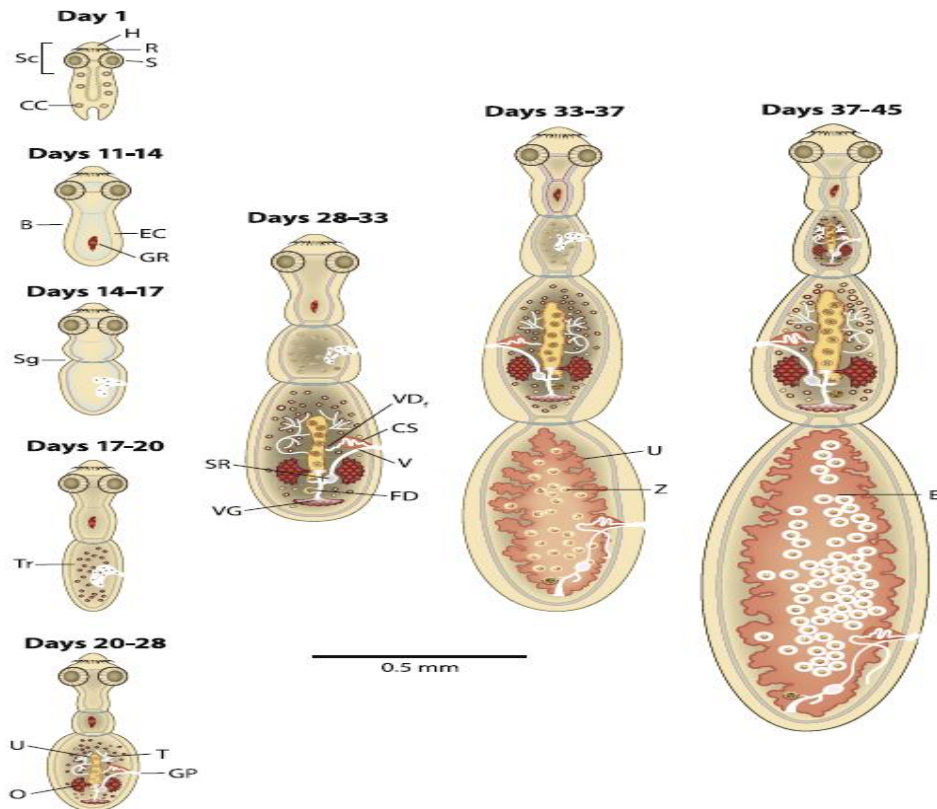 Day 1
H
R
Sc
S
CC
Days 11–14
B
EC
GR
Days 14–17
Sg
Days 17–20
Tr
Days 20–28
U
T
GP
O
Days 28–33
VD
CS
SR
V
FD
VG
Days 33–37
U
Z
0.5 mm
Days 37–45
E